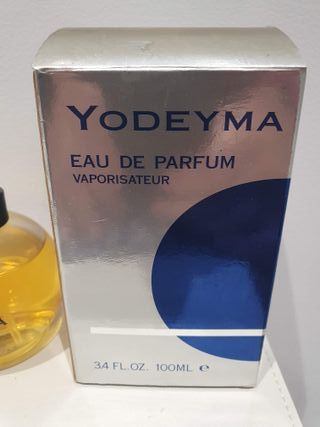 YODEYMA
EAU DE PARFUM
VAPORISATEUR
3.4 FL.OZ. 100ML ℮